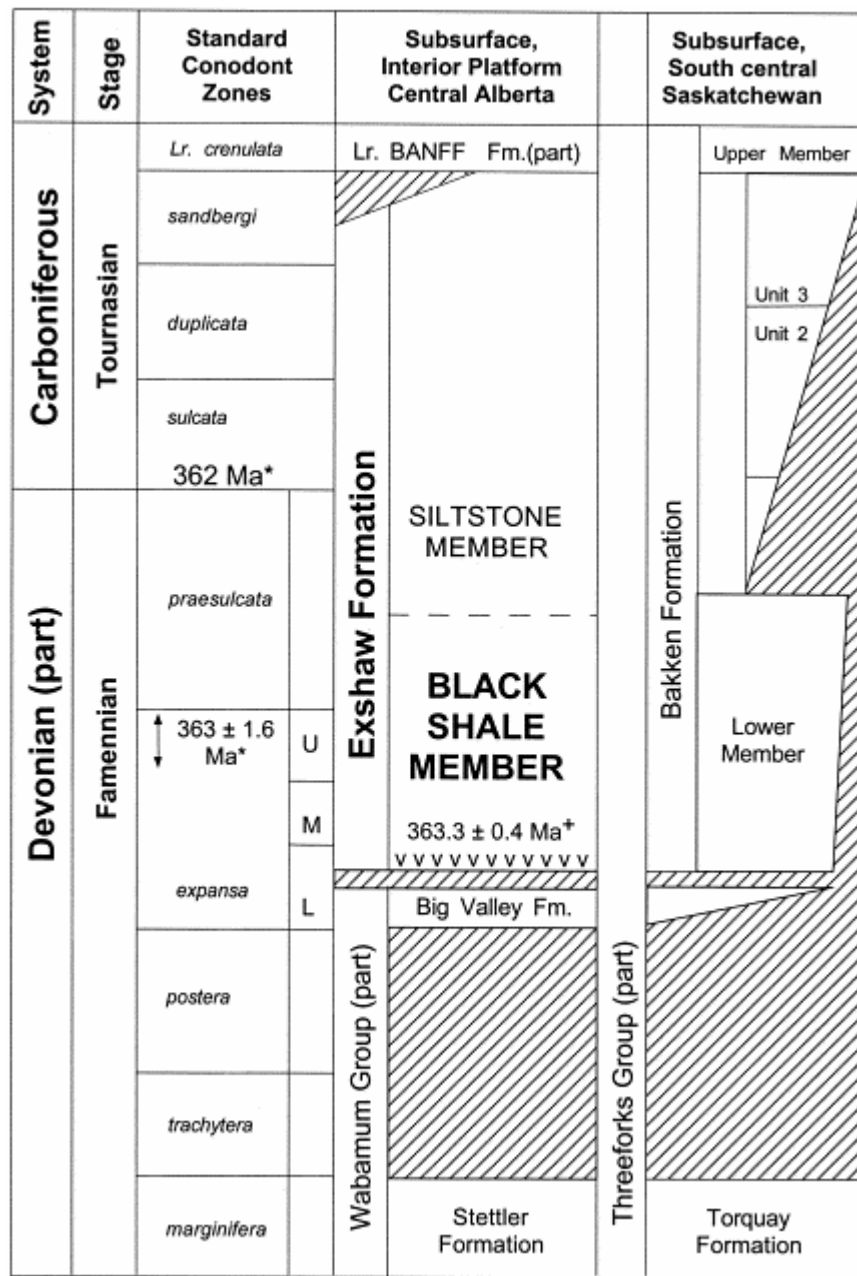 System
Stage
Standard
Conodont
Zones
Subsurface,
Interior Platform
Central Alberta
Subsurface,
South central
Saskatchewan
Carboniferous
Devonian (part)
Tournasian
Famennian
Lr. crenulata
sandbergi
duplicata
sulcata
362 Ma*
praesulcata
363 ± 1.6
Ma*
U
M
expansa
L
postera
trachytera
marginifera
Lr. BANFF Fm.(part)
Exshaw Formation
SILTSTONE
MEMBER
BLACK
SHALE
MEMBER
363.3 ± 0.4 Ma+
V V V V V V V V V V V
Wabamum Group (part)
Big Valley Fm.
Stettler
Formation
Threeforks Group (part)
Bakken Formation
Upper Member
Unit 3
Unit 2
Lower
Member
Torquay
Formation